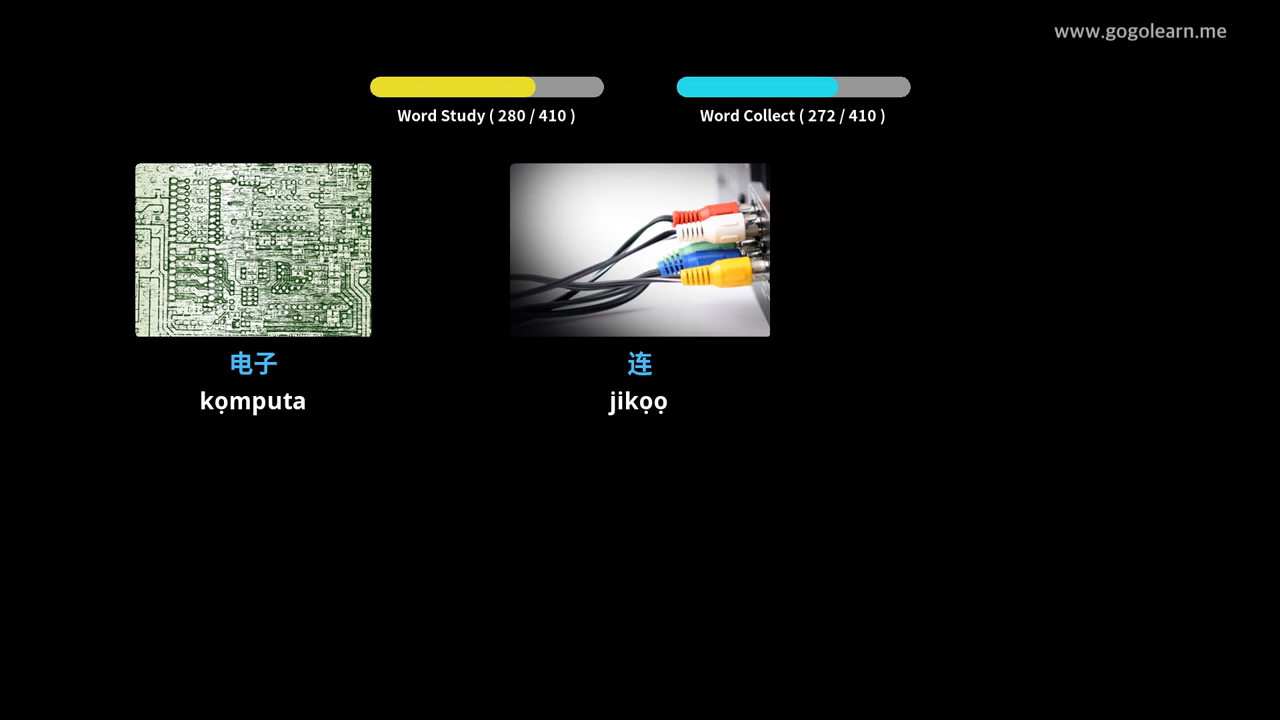 www.gogolearn.me
Word Study ( 280 / 410 )
Word Collect ( 272 / 410 )
电子
kọmputa
连
jikọọ